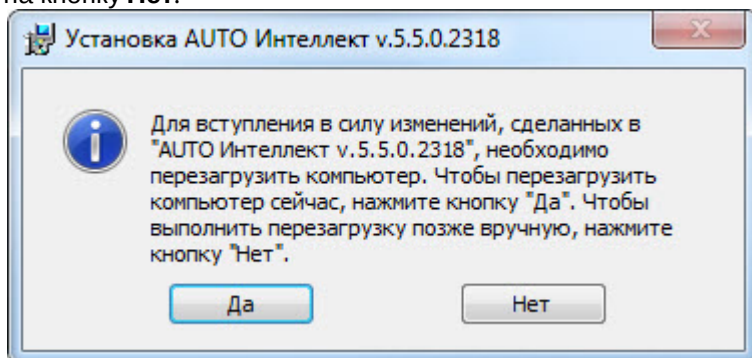 на кнопку Нет.
Установка AUTO Интеллект v.5.5.0.2318
Для вступления в силу изменений, сделанных в
"AUTO Интеллект v.5.5.0.2318", необходимо
перезагрузить компьютер. Чтобы перезагрузить
компьютер сейчас, нажмите кнопку "Да". Чтобы
выполнить перезагрузку позже вручную, нажмите
кнопку "Нет".
Да
Нет